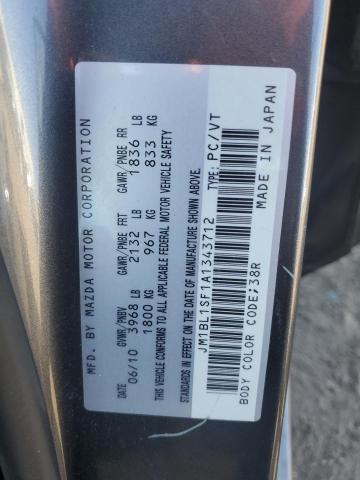 MFD. BY MAZDA MOTOR CORPORATION
DATE GVWR/PNBV GAWR/PNBE FRT GAWR/PNBE RR
06/10 3968 LB 2132 LB 1836 LB
1800 KG 967 KG 833 KG
THIS VEHICLE CONFORMS TO ALL APPLICABLE FEDERAL MOTOR VEHICLE SAFETY
STANDARDS IN EFFECT ON THE DATE OF MANUFACTURE SHOWN ABOVE.
JM1BL1SF1A1343712 TYPE: PC/VT
BODY COLOR CODE;38R MADE IN JAPAN